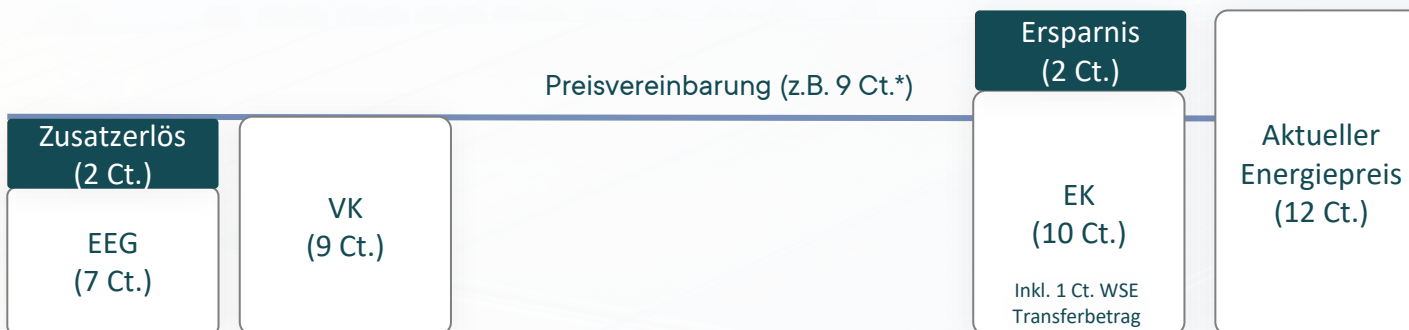 Zusatzerlös
(2 Ct.)
EEG
(7 Ct.)
VK
(9 Ct.)
Preisvereinbarung (z.B. 9 Ct.*)
Ersparnis
(2 Ct.)
EK
(10 Ct.)
Inkl. 1 Ct. WSE
Transferbetrag
Aktueller
Energiepreis
(12 Ct.)